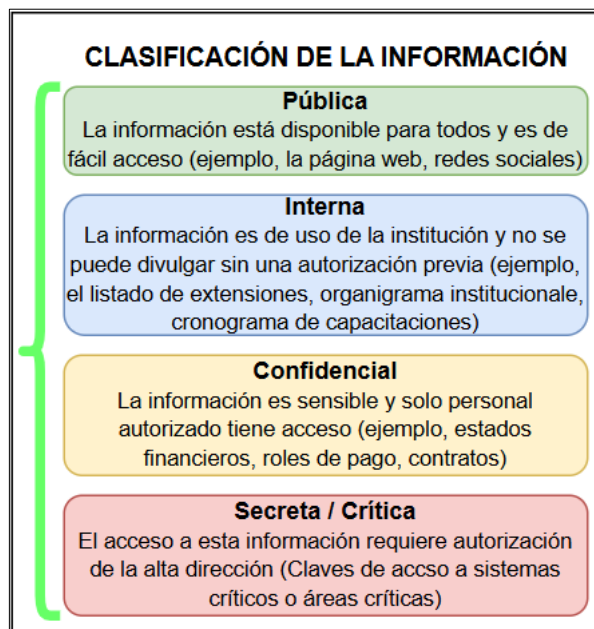 CLASIFICACIÓN DE LA INFORMACIÓN
Pública
La información está disponible para todos y es de
fácil acceso (ejemplo, la página web, redes sociales)
Interna
La información es de uso de la institución y no se
puede divulgar sin una autorización previa (ejemplo,
el listado de extensiones, organigrama institucionale,
cronograma de capacitaciones)
Confidencial
La información es sensible y solo personal
autorizado tiene acceso (ejemplo, estados
financieros, roles de pago, contratos)
Secreta / Crítica
El acceso a esta información requiere autorización
de la alta dirección (Claves de accso a sistemas
críticos o áreas críticas)